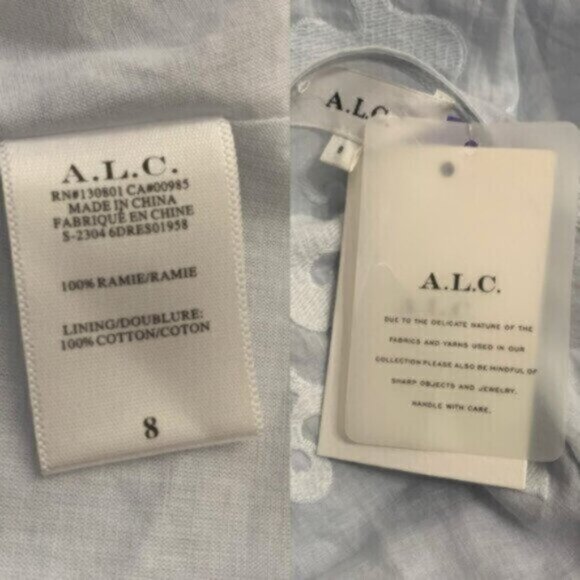 A.L.C.
RN#130801 CA#00985
MADE IN CHINA
FABRIQUÉ EN CHINE
S-2304 6DRES01958
100% RAMIE/RAMIE
LINING/DOUBLURE:
100% COTTON/COTON
8
A.L.C.
8
A.L.C.
DUE TO THE DELICATE NATURE OF THE
FABRICS AND YARNS USED IN OUR
COLLECTION PLEASE ALSO BE MINDFUL OF
SHARP OBJECTS AND JEWELRY.
HANDLE WITH CARE.